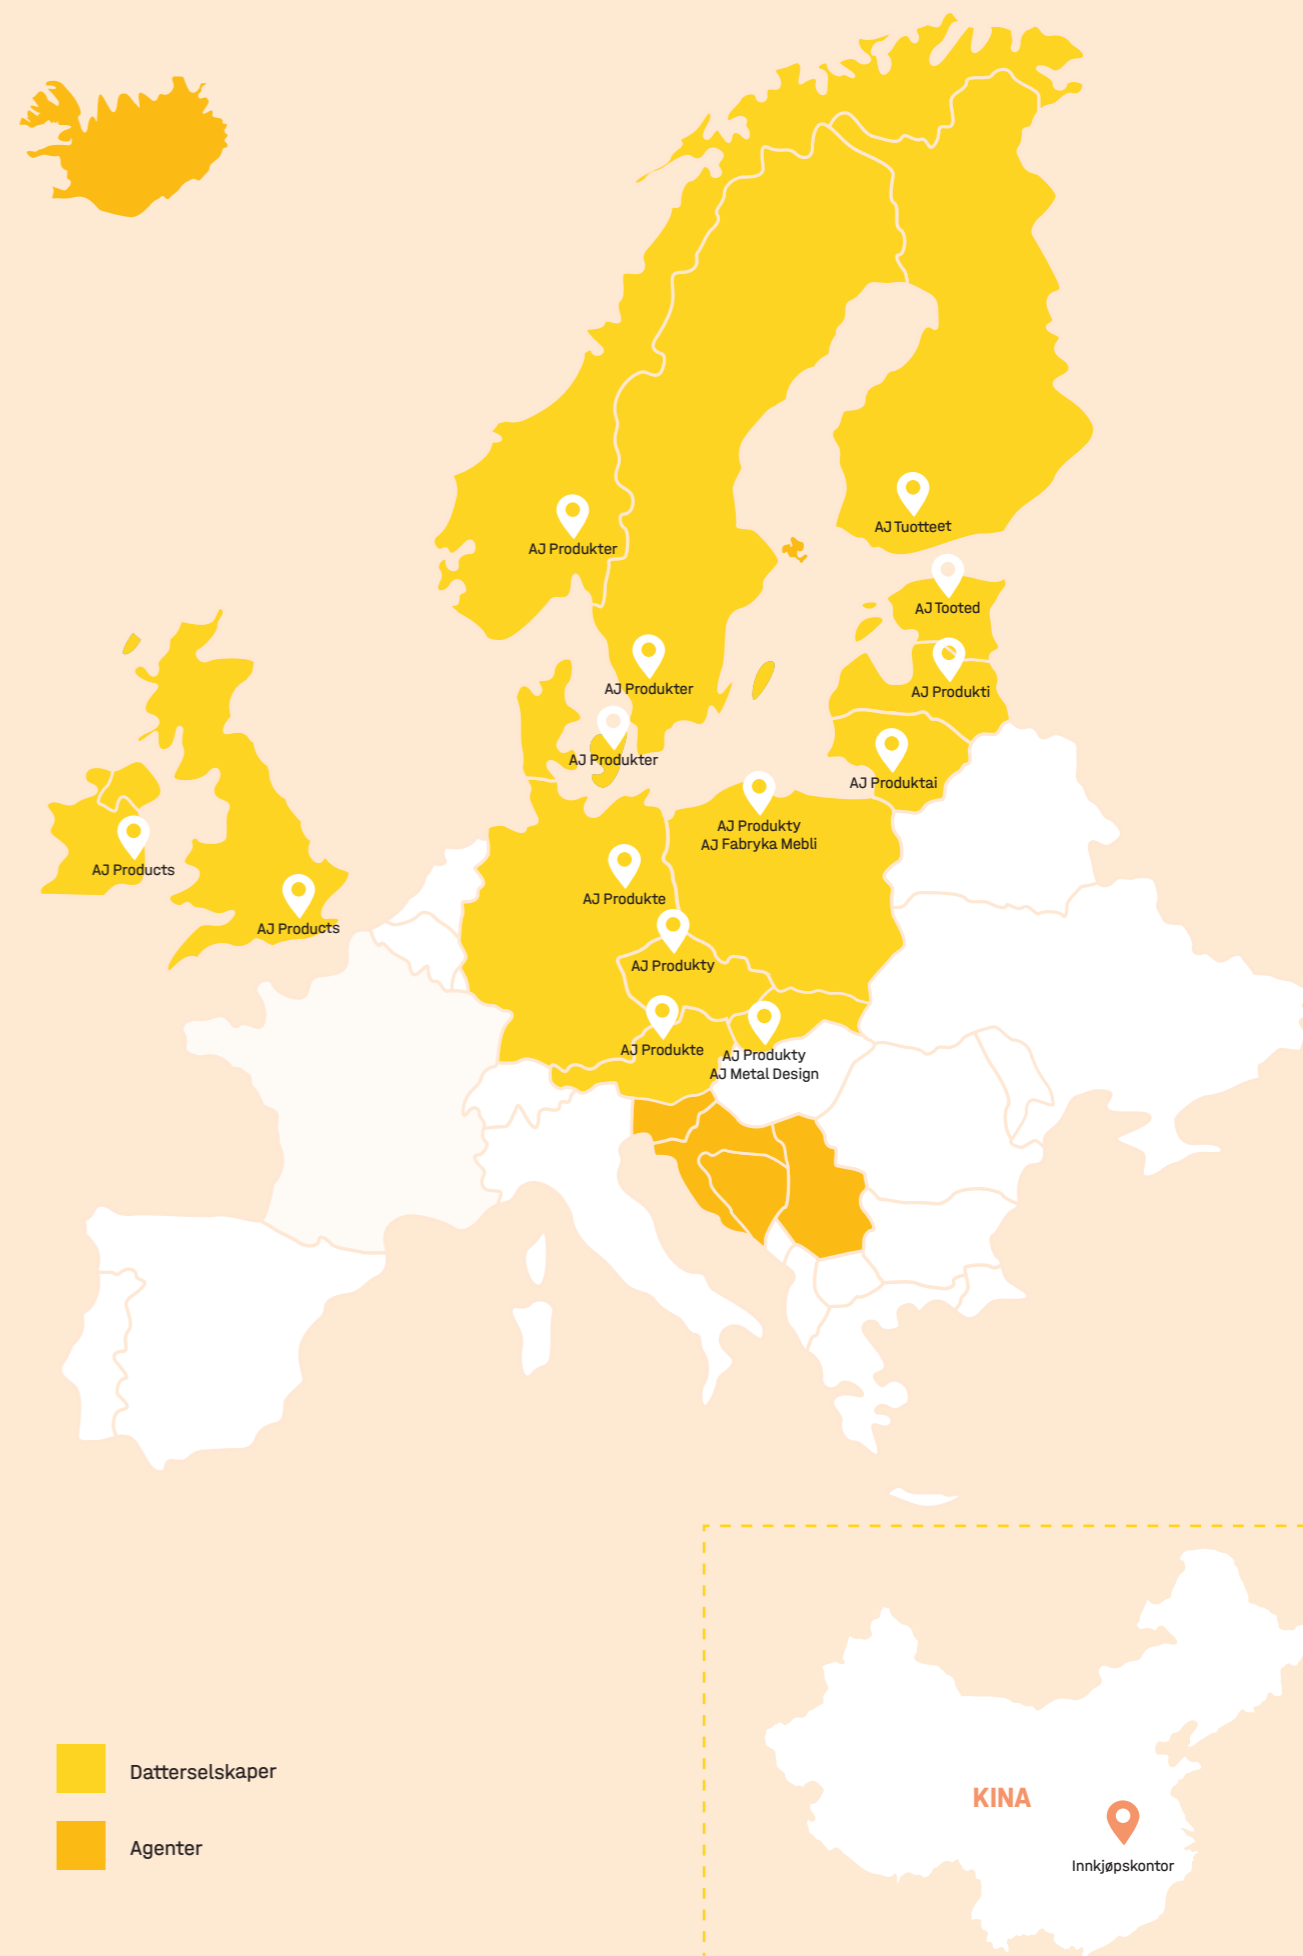 AJ Tuotteet
AJ Produkter
AJ Tooted
AJ Produkter
AJ Produkti
AJ Produkter
AJ Produktai
AJ Produkty
AJ Fabryka Mebli
AJ Products
AJ Produkte
AJ Products
AJ Produkty
AJ Produkte
AJ Produkty
AJ Metal Design
Datterselskaper
Agenter
KINA
Innkjøpskontor